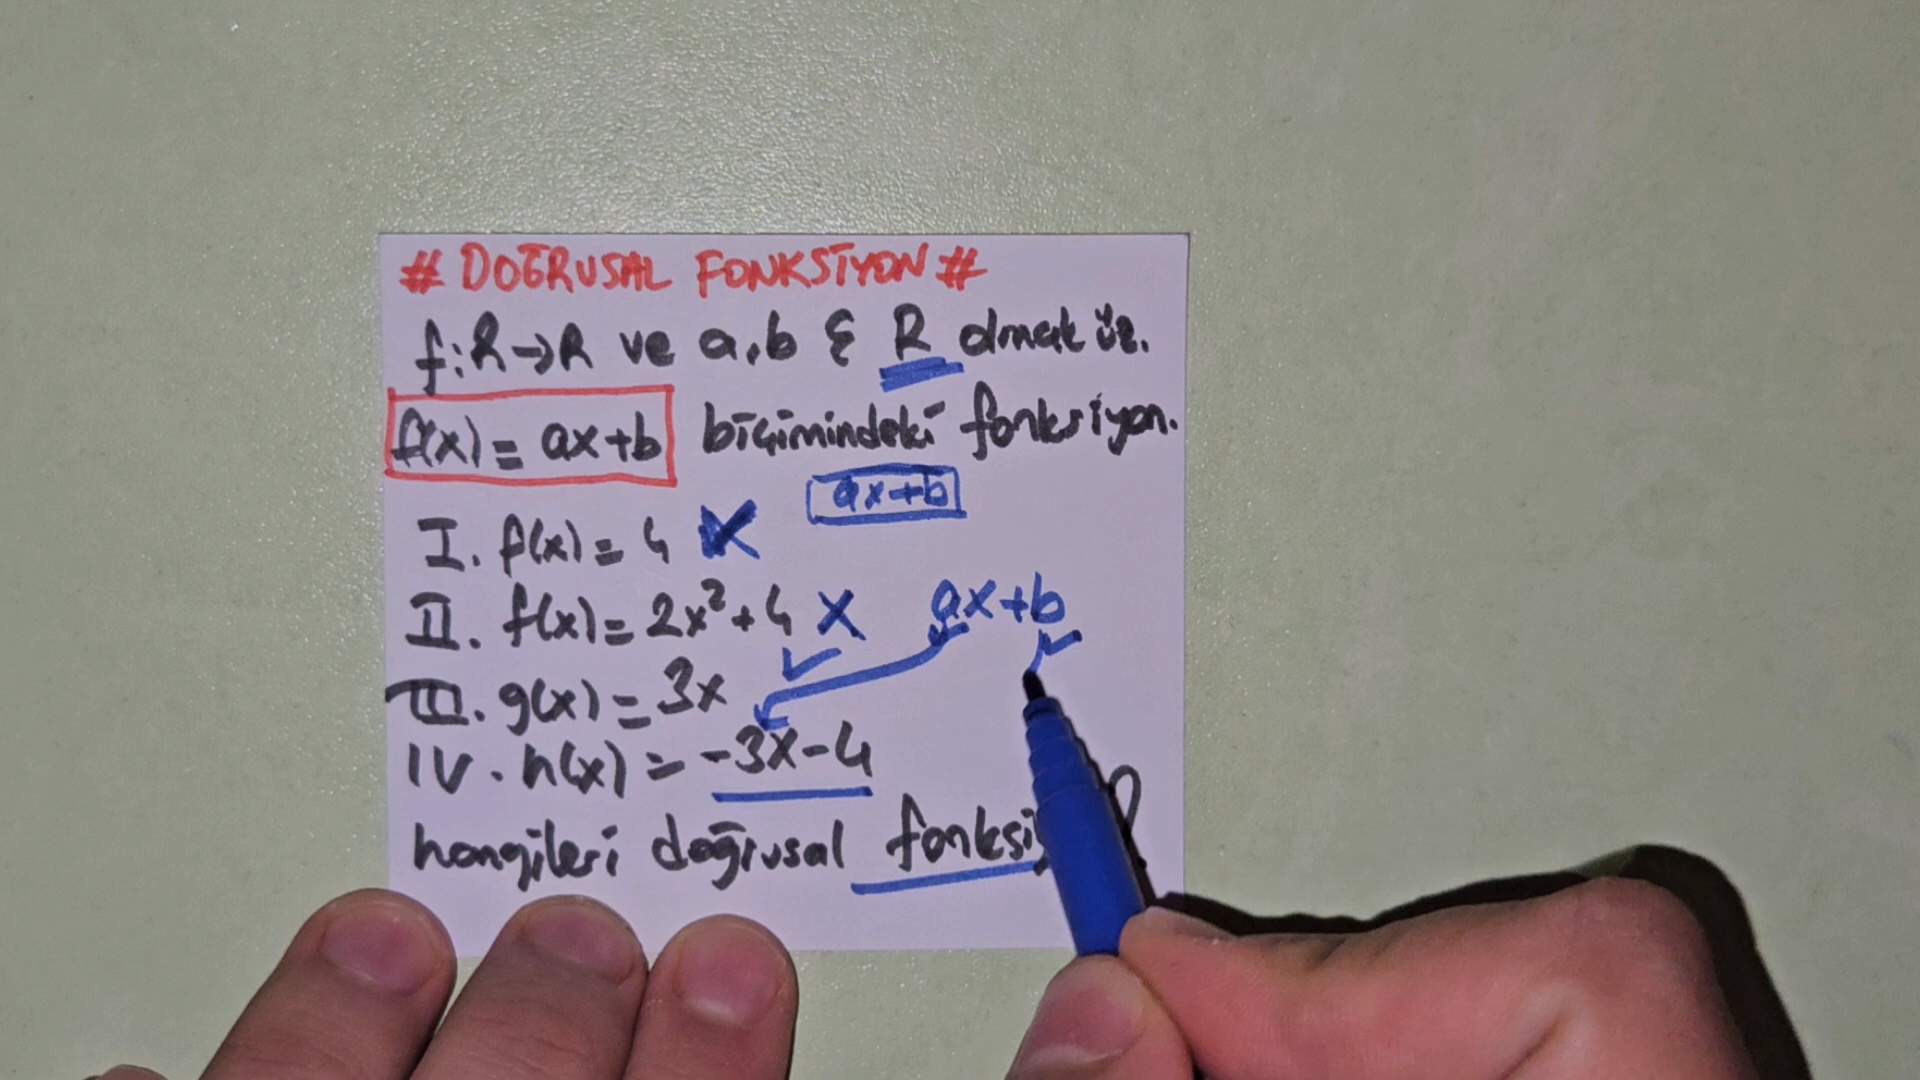 # DOĞRUSAL FONKSİYON #
f:R→R ve a,b ε R olmak üz.
f(x) = ax+b biçimindeki fonksiyon.
ax+b
I. f(x) = 4 X
II. f(x) = 2x²+4 X ax+b
III. g(x) = 3x ✓
IV. h(x) = -3x-4
hangileri doğrusal